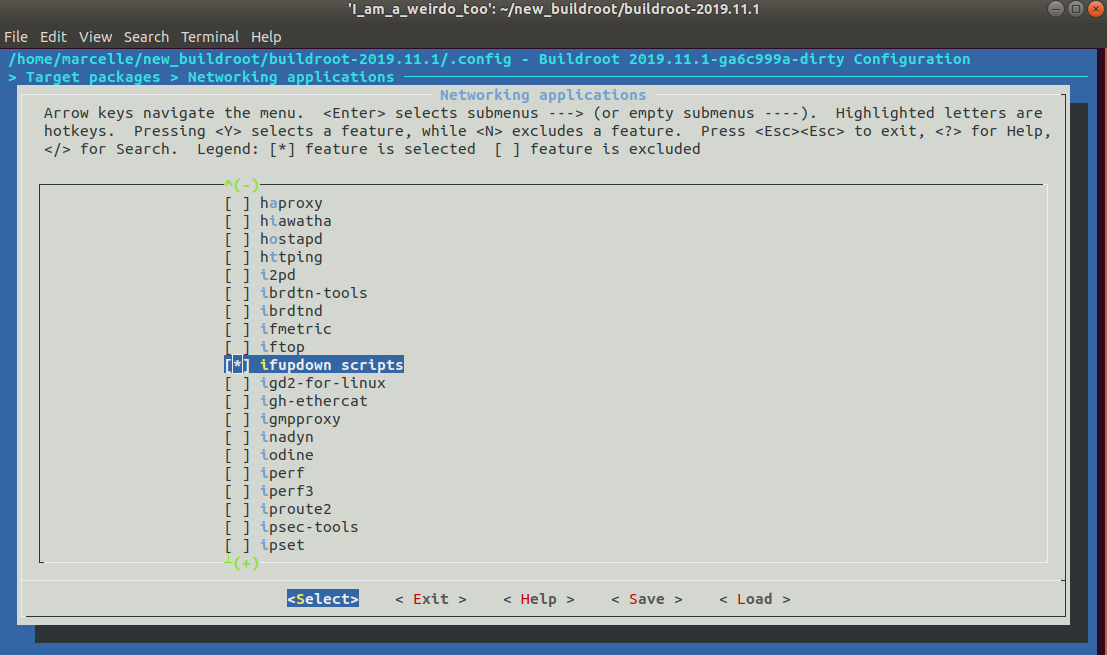 'I_am_a_weirdo_too': ~/new_buildroot/buildroot-2019.11.1
File Edit View Search Terminal Help
/home/marcelle/new_buildroot/buildroot-2019.11.1/.config - Buildroot 2019.11.1-ga6c999a-dirty Configuration
> Target packages > Networking applications
Networking applications
Arrow keys navigate the menu. <Enter> selects submenus ---> (or empty submenus ----). Highlighted letters are
hotkeys. Pressing <Y> selects a feature, while <N> excludes a feature. Press <Esc><Esc> to exit, <?> for Help,
</> for Search. Legend: [*] feature is selected [ ] feature is excluded
^(-)
[ ] haproxy
[ ] hiawatha
[ ] hostapd
[ ] httping
[ ] i2pd
[ ] ibrdtn-tools
[ ] ibrdtnd
[ ] ifmetric
[ ] iftop
[*] ifupdown scripts
[ ] igd2-for-linux
[ ] igh-ethercat
[ ] igmpproxy
[ ] inadyn
[ ] iodine
[ ] iperf
[ ] iperf3
[ ] iproute2
[ ] ipsec-tools
[ ] ipset
┴(+)
<Select> < Exit > < Help > < Save > < Load >